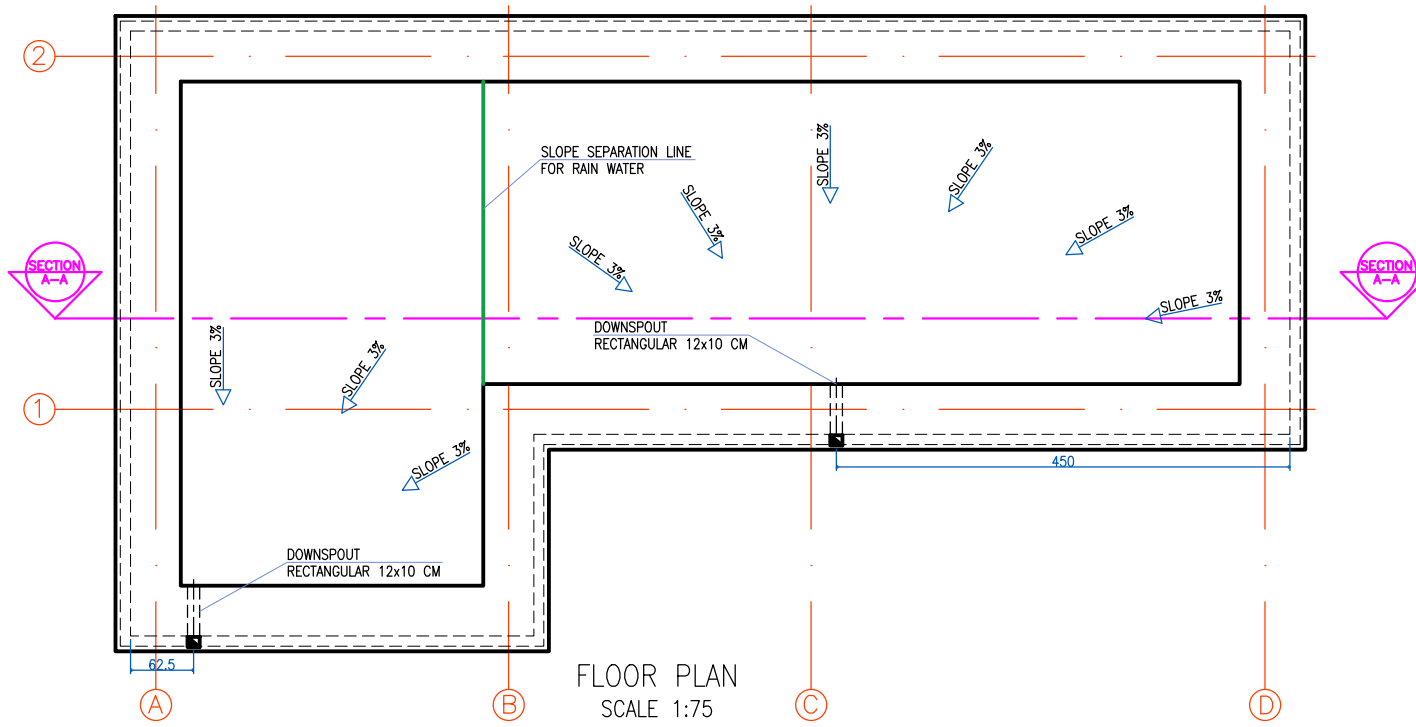 2
SLOPE SEPARATION LINE
FOR RAIN WATER
SLOPE 3%
SLOPE 3%
SLOPE 3%
SLOPE 3%
SLOPE 3%
SLOPE 3%
SECTION
A-A
SECTION
A-A
DOWNSPOUT
RECTANGULAR 12x10 CM
SLOPE 3%
SLOPE 3%
1
SLOPE 3%
450
DOWNSPOUT
RECTANGULAR 12x10 CM
62.5
FLOOR PLAN
SCALE 1:75
A
B
C
D